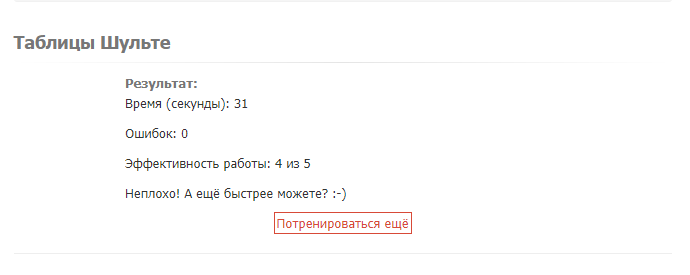 Таблицы Шульте
Результат:
Время (секунды): 31
Ошибок: 0
Эффективность работы: 4 из 5
Неплохо! А ещё быстрее можете? :-)
Потренироваться ещё